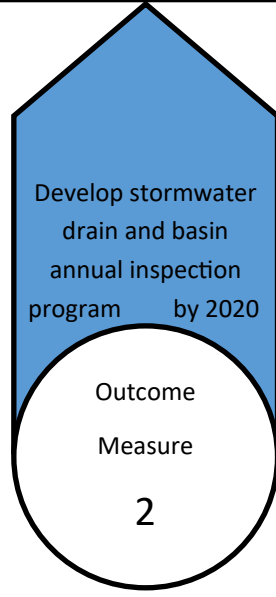 Develop stormwater
drain and basin
annual inspection
program by 2020
Outcome
Measure
2